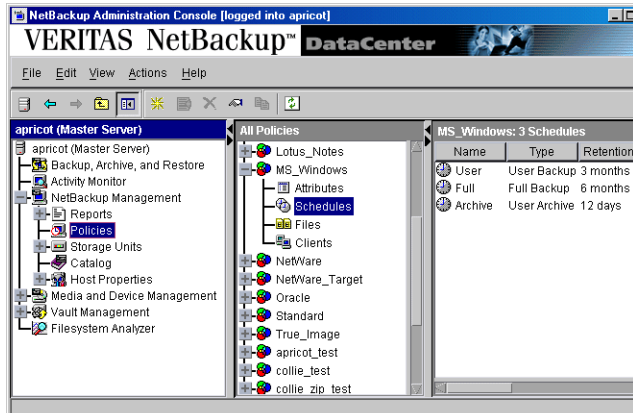 NetBackup Administration Console [logged into apricot]
VERITAS NetBackup™ DataCenter
File Edit View Actions Help
apricot (Master Server)
apricot (Master Server)
Backup, Archive, and Restore
Activity Monitor
NetBackup Management
Reports
Policies
Storage Units
Catalog
Host Properties
Media and Device Management
Vault Management
Filesystem Analyzer
All Policies
Lotus_Notes
MS_Windows
Attributes
Schedules
Files
Clients
NetWare
NetWare_Target
Oracle
Standard
True_Image
apricot_test
collie_test
collie_zip_test
MS_Windows: 3 Schedules
Name Type Retention
User User Backup 3 months
Full Full Backup 6 months
Archive User Archive 12 days